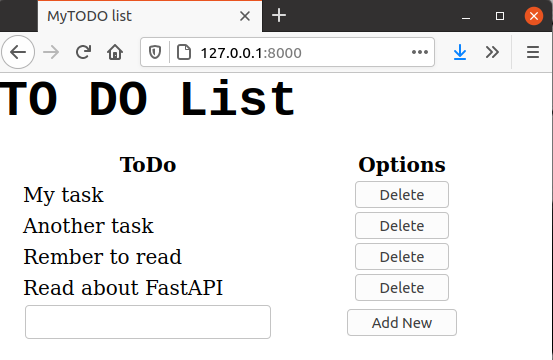 MyTODO list
127.0.0.1:8000
TO DO List
ToDo Options
My task Delete
Another task Delete
Rember to read Delete
Read about FastAPI Delete
Add New